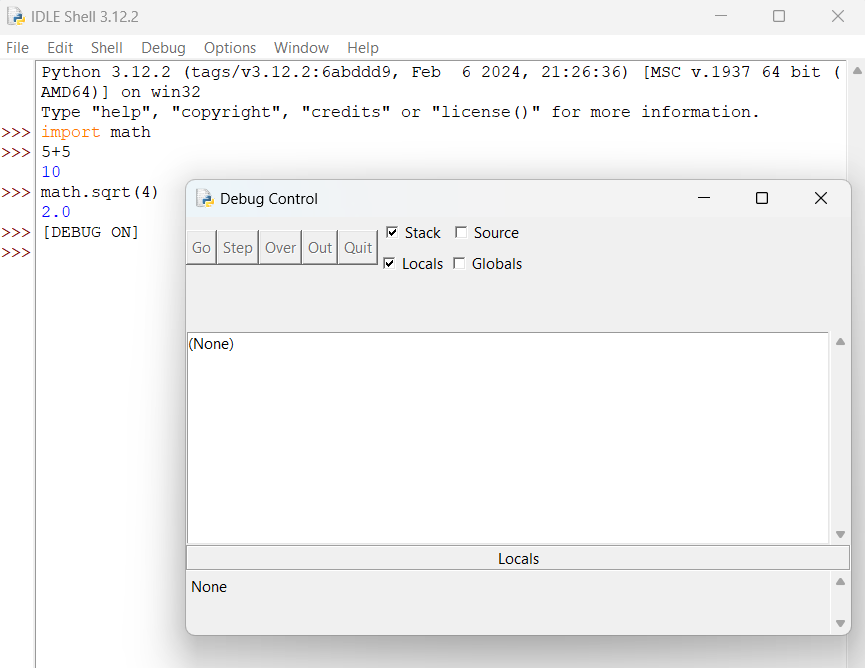 IDLE Shell 3.12.2
File Edit Shell Debug Options Window Help
Python 3.12.2 (tags/v3.12.2:6abddd9, Feb  6 2024, 21:26:36) [MSC v.1937 64 bit (
AMD64)] on win32
Type "help", "copyright", "credits" or "license()" for more information.
>>> import math
>>> 5+5
10
>>> math.sqrt(4)
2.0
>>> [DEBUG ON]
>>>
Debug Control
Go Step Over Out Quit Stack Source
Locals Globals
(None)
Locals
None